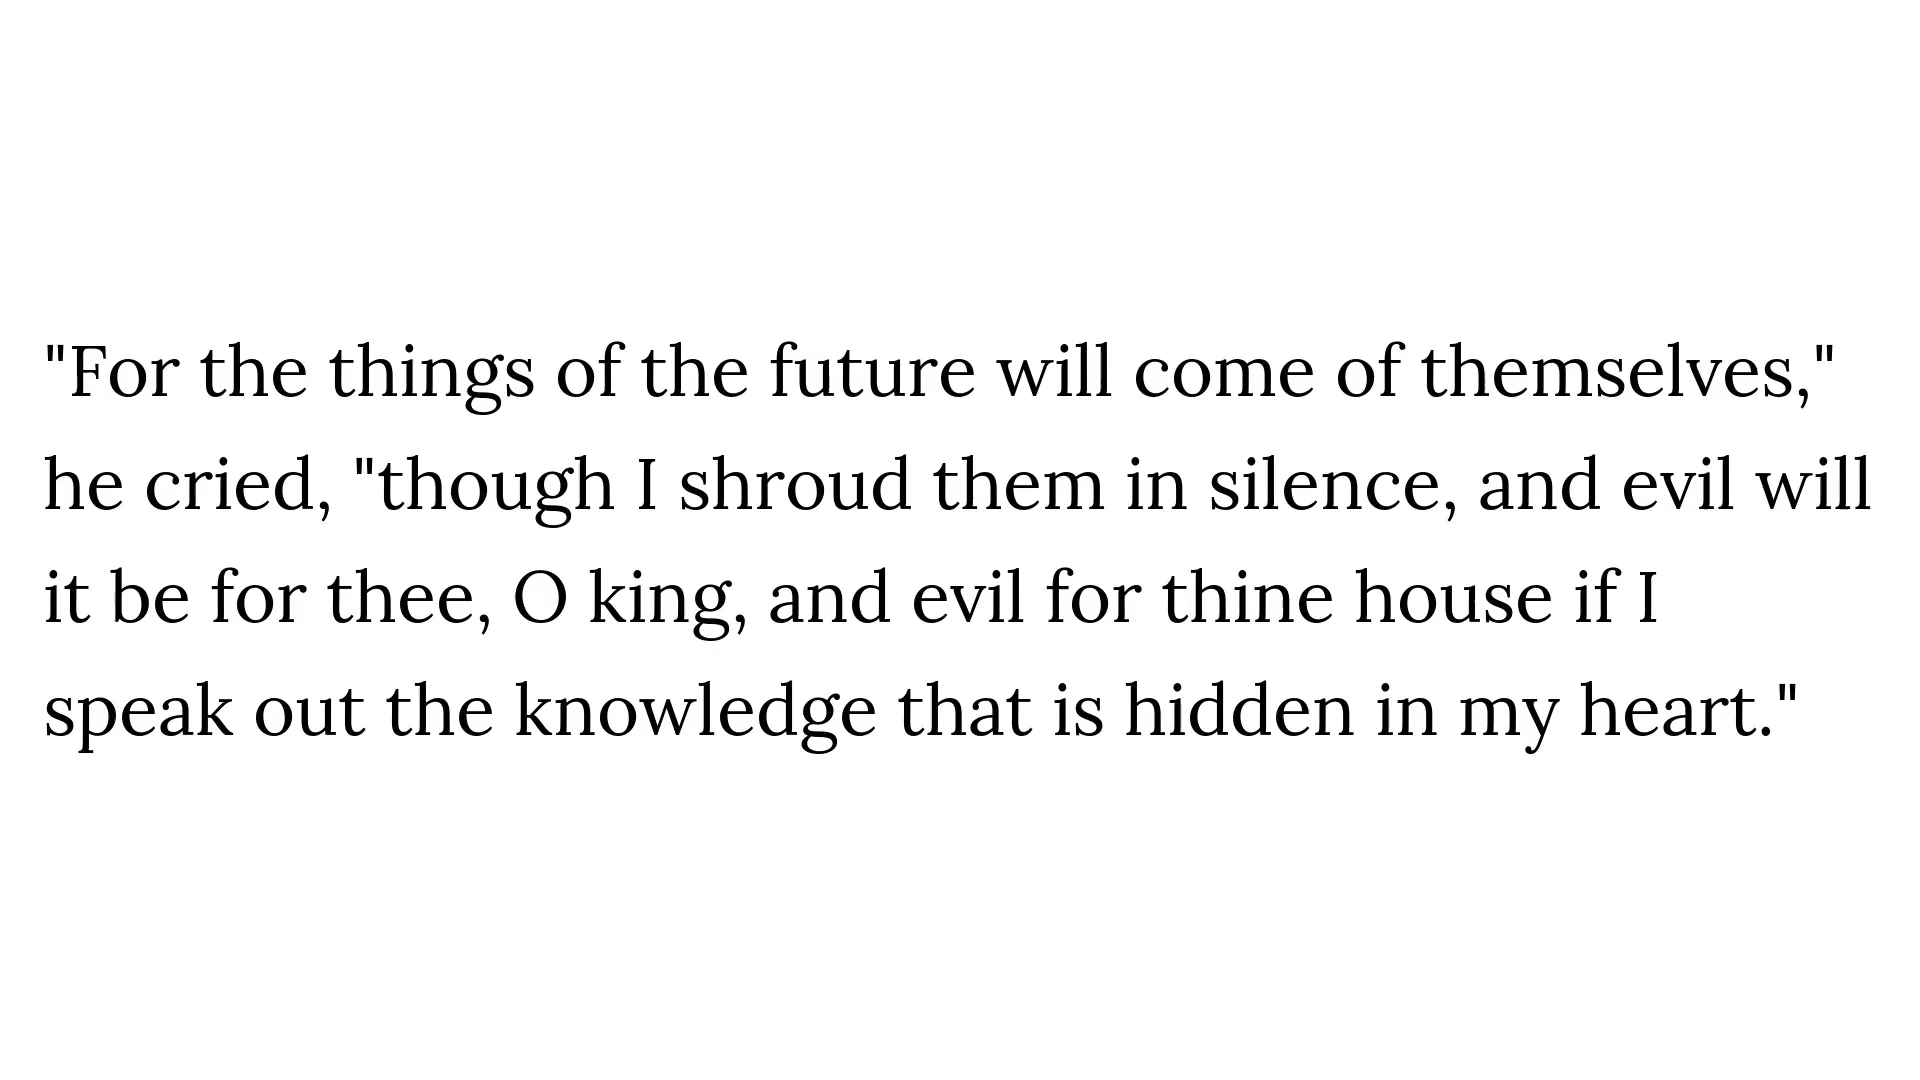 "For the things of the future will come of themselves,"
he cried, "though I shroud them in silence, and evil will
it be for thee, O king, and evil for thine house if I
speak out the knowledge that is hidden in my heart."